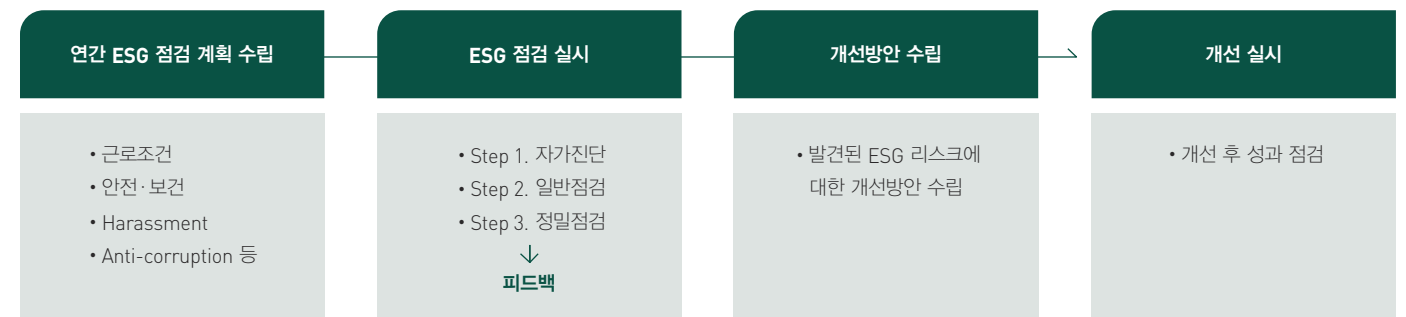 연간 ESG 점검 계획 수립
• 근로조건
• 안전·보건
• Harassment
• Anti-corruption 등
ESG 점검 실시
• Step 1. 자가진단
• Step 2. 일반점검
• Step 3. 정밀점검
↓
피드백
개선방안 수립
• 발견된 ESG 리스크에
대한 개선방안 수립
개선 실시
• 개선 후 성과 점검